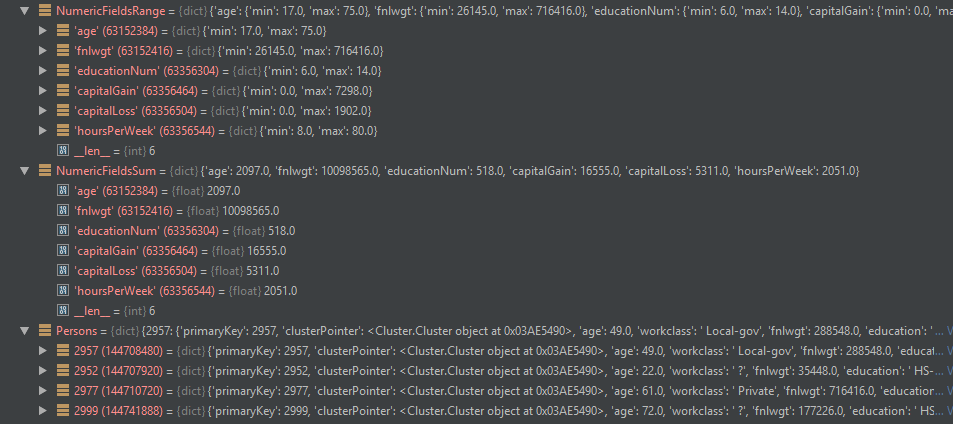 NumericFieldsRange = {dict} {'age': {'min': 17.0, 'max': 75.0}, 'fnlwgt': {'min': 26145.0, 'max': 716416.0}, 'educationNum': {'min': 6.0, 'max': 14.0}, 'capitalGain': {'min': 0.0, 'ma
'age' (63152384) = {dict} {'min': 17.0, 'max': 75.0}
'fnlwgt' (63152416) = {dict} {'min': 26145.0, 'max': 716416.0}
'educationNum' (63356304) = {dict} {'min': 6.0, 'max': 14.0}
'capitalGain' (63356464) = {dict} {'min': 0.0, 'max': 7298.0}
'capitalLoss' (63356504) = {dict} {'min': 0.0, 'max': 1902.0}
'hoursPerWeek' (63356544) = {dict} {'min': 8.0, 'max': 80.0}
__len__ = {int} 6
NumericFieldsSum = {dict} {'age': 2097.0, 'fnlwgt': 10098565.0, 'educationNum': 518.0, 'capitalGain': 16555.0, 'capitalLoss': 5311.0, 'hoursPerWeek': 2051.0}
'age' (63152384) = {float} 2097.0
'fnlwgt' (63152416) = {float} 10098565.0
'educationNum' (63356304) = {float} 518.0
'capitalGain' (63356464) = {float} 16555.0
'capitalLoss' (63356504) = {float} 5311.0
'hoursPerWeek' (63356544) = {float} 2051.0
__len__ = {int} 6
Persons = {dict} {2957: {'primaryKey': 2957, 'clusterPointer': <Cluster.Cluster object at 0x03AE5490>, 'age': 49.0, 'workclass': ' Local-gov', 'fnlwgt': 288548.0, 'education': ' ... V
2957 (144708480) = {dict} {'primaryKey': 2957, 'clusterPointer': <Cluster.Cluster object at 0x03AE5490>, 'age': 49.0, 'workclass': ' Local-gov', 'fnlwgt': 288548.0, 'educat... V
2952 (144707920) = {dict} {'primaryKey': 2952, 'clusterPointer': <Cluster.Cluster object at 0x03AE5490>, 'age': 22.0, 'workclass': ' ?', 'fnlwgt': 35448.0, 'education': ' HS-... V
2977 (144710720) = {dict} {'primaryKey': 2977, 'clusterPointer': <Cluster.Cluster object at 0x03AE5490>, 'age': 61.0, 'workclass': ' Private', 'fnlwgt': 716416.0, 'education... V
2999 (144741888) = {dict} {'primaryKey': 2999, 'clusterPointer': <Cluster.Cluster object at 0x03AE5490>, 'age': 72.0, 'workclass': ' ?', 'fnlwgt': 177226.0, 'education': ' HS... V